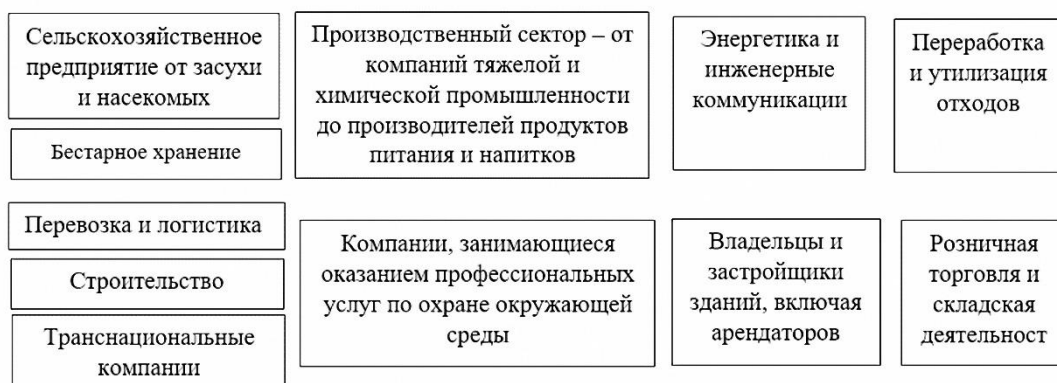 Сельскохозяйственное
предприятие от засухи
и насекомых
Бестарное хранение
Производственный сектор – от
компаний тяжелой и
химической промышленности
до производителей продуктов
питания и напитков
Энергетика и
инженерные
коммуникации
Переработка
и утилизация
отходов
Перевозка и логистика
Строительство
Транснациональные
компании
Компании, занимающиеся
оказанием профессиональных
услуг по охране окружающей
среды
Владельцы и
застройщики
зданий, включая
арендаторов
Розничная
торговля и
складская
деятельност